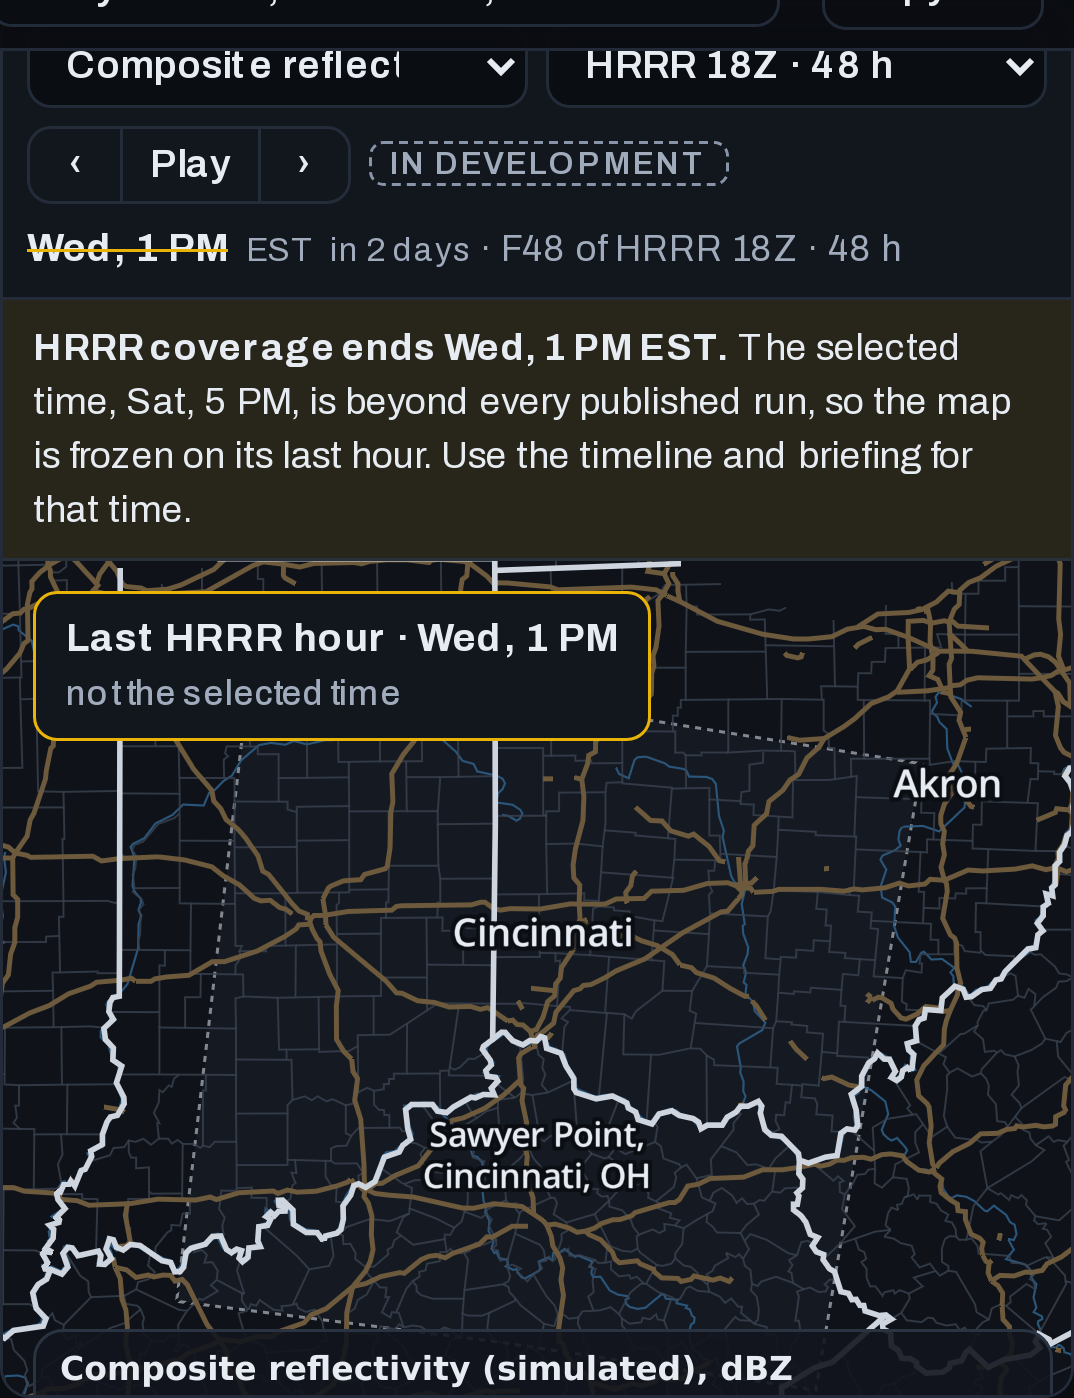 Composite reflect
HRRR 18Z · 48 h
‹ Play › IN DEVELOPMENT
Wed, 1 PM EST in 2 days · F48 of HRRR 18Z · 48 h
HRRR coverage ends Wed, 1 PM EST. The selected
time, Sat, 5 PM, is beyond every published run, so the map
is frozen on its last hour. Use the timeline and briefing for
that time.
Last HRRR hour · Wed, 1 PM
not the selected time
Akron
Cincinnati
Sawyer Point,
Cincinnati, OH
Composite reflectivity (simulated), dBZ